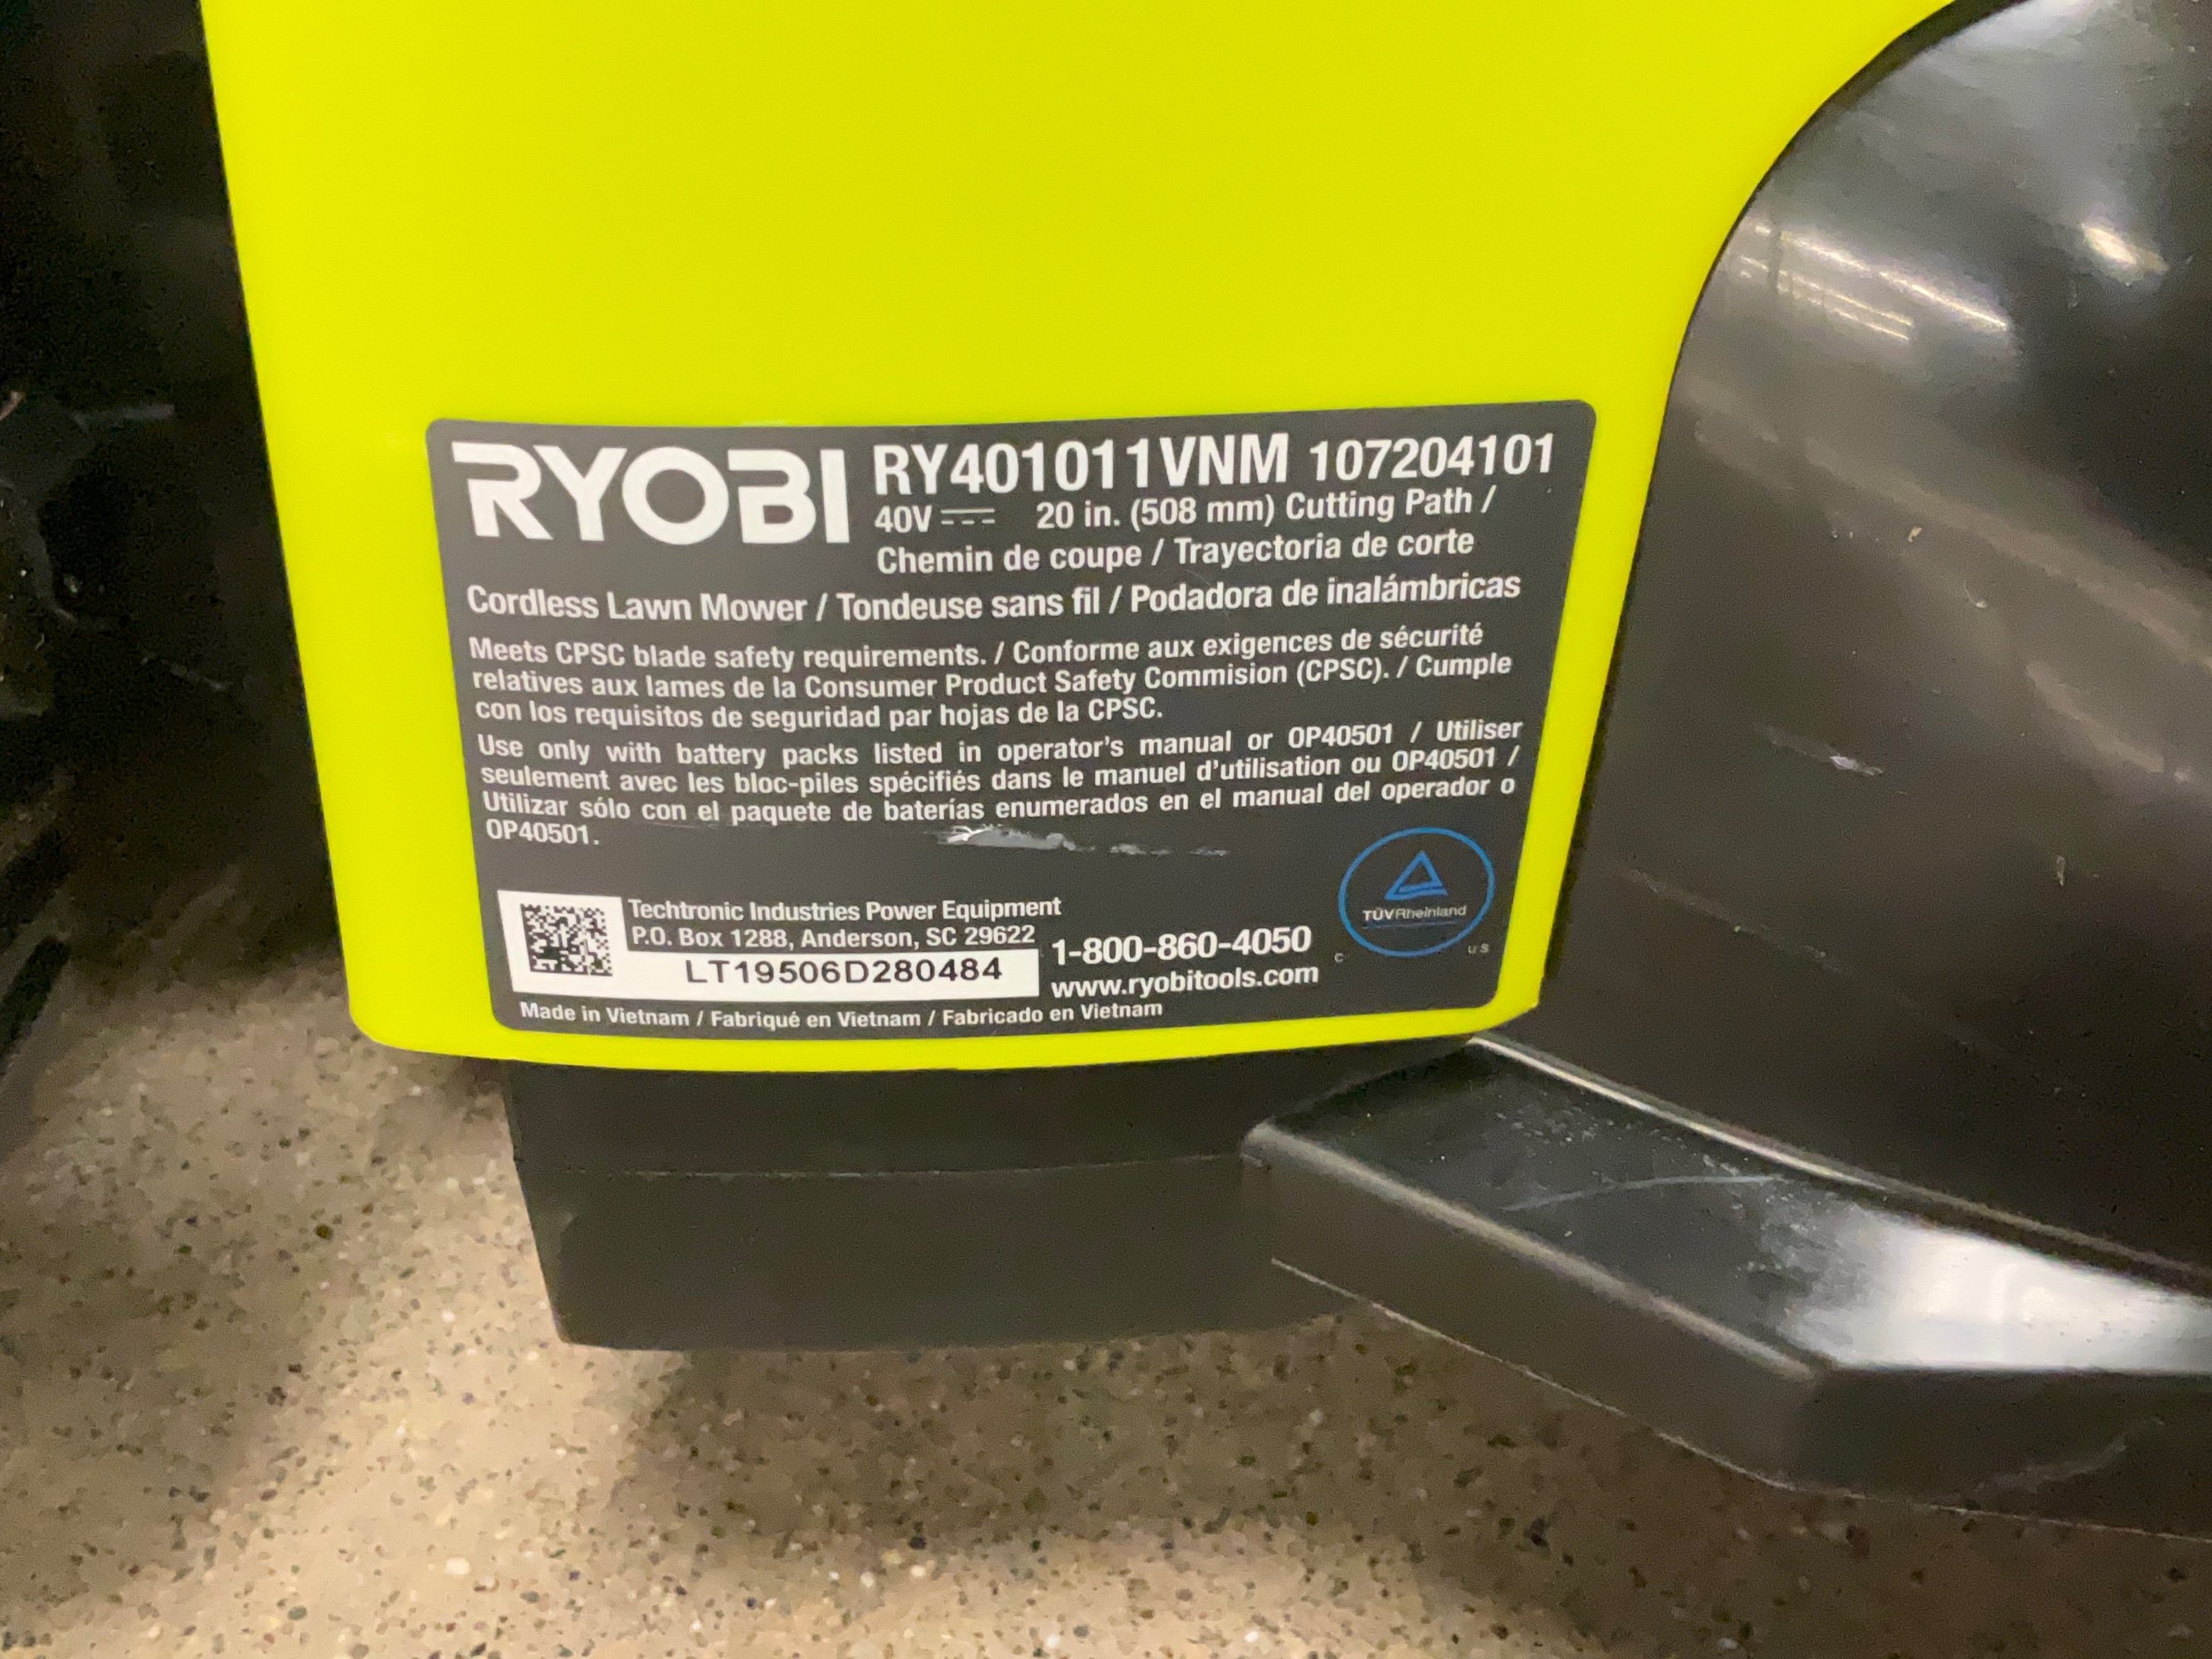 RYOBI RY401011VNM 107204101
40V 20 in. (508 mm) Cutting Path /
Chemin de coupe / Trayectoria de corte
Cordless Lawn Mower / Tondeuse sans fil / Podadora de inalámbricas
Meets CPSC blade safety requirements. / Conforme aux exigences de sécurité
relatives aux lames de la Consumer Product Safety Commision (CPSC). / Cumple
con los requisitos de seguridad par hojas de la CPSC.
Use only with battery packs listed in operator's manual or OP40501 / Utiliser
seulement avec les bloc-piles spécifiés dans le manuel d'utilisation ou OP40501 /
Utilizar sólo con el paquete de baterías enumerados en el manual del operador o
OP40501.
Techtronic Industries Power Equipment
P.O. Box 1288, Anderson, SC 29622
LT19506D280484
1-800-860-4050
www.ryobitools.com
TÜVRheinland
C US
Made in Vietnam / Fabriqué en Vietnam / Fabricado en Vietnam